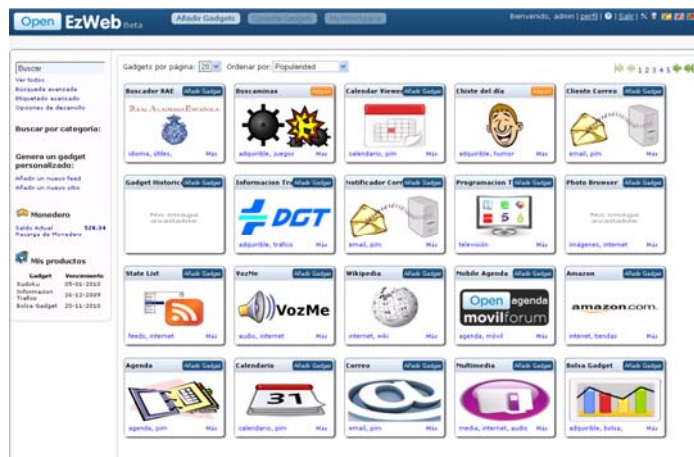 Open EzWeb Beta
Añadir Gadgets
Bienvenido, admin | perfil | | Salir |
Buscar
Ver todos
Búsqueda avanzada
Etiquetado avanzado
Opciones de desarrollo
Buscar por categoría:
Genera un gadget
personalizado:
Añadir un nuevo feed
Añadir un nuevo sitio
Monedero
Saldo Actual 528.34
Recarga de Monedero
Mis productos
Gadget Vencimiento
Sudoku 05-01-2010
Informacion
Trafico 26-12-2009
Bolsa Gadget 20-11-2010
Gadgets por página: 20 Ordenar por: Popularidad
1 2 3 4 5
Buscador RAE Añadir Gadget
REAL ACADEMIA ESPAÑOLA
idioma, útiles, Más
Buscaminas
adquirible, juegos Más
Calendar Viewer Añadir Gadget
calendario, pim Más
Chiste del día
adquirible, humor Más
Cliente Correo Añadir Gadget
email, pim Más
Gadget Historic Añadir Gadget
No image
available
Informacion Tra Añadir Gadget
DGT
adquirible, tráfico Más
Notificador Corr Añadir Gadget
email, pim Más
Programacion T Añadir Gadget
televisión Más
Photo Browser Añadir Gadget
No image
available
imágenes, internet Más
State List Añadir Gadget
feeds, internet Más
VozMe Añadir Gadget
VozMe
audio, internet Más
Wikipedia Añadir Gadget
internet, wiki Más
Mobile Agenda Añadir Gadget
Open agenda
movilforum
agenda, móvil Más
Amazon Añadir Gadget
amazon.com.
intenet, tiendas Más
Agenda Añadir Gadget
agenda, pim Más
Calendario Añadir Gadget
31
calendario, pim Más
Correo Añadir Gadget
@
email, pim Más
Multimedia Añadir Gadget
media, internet, audio Más
Bolsa Gadget Añadir Gadget
adquirible, bolsa, Más